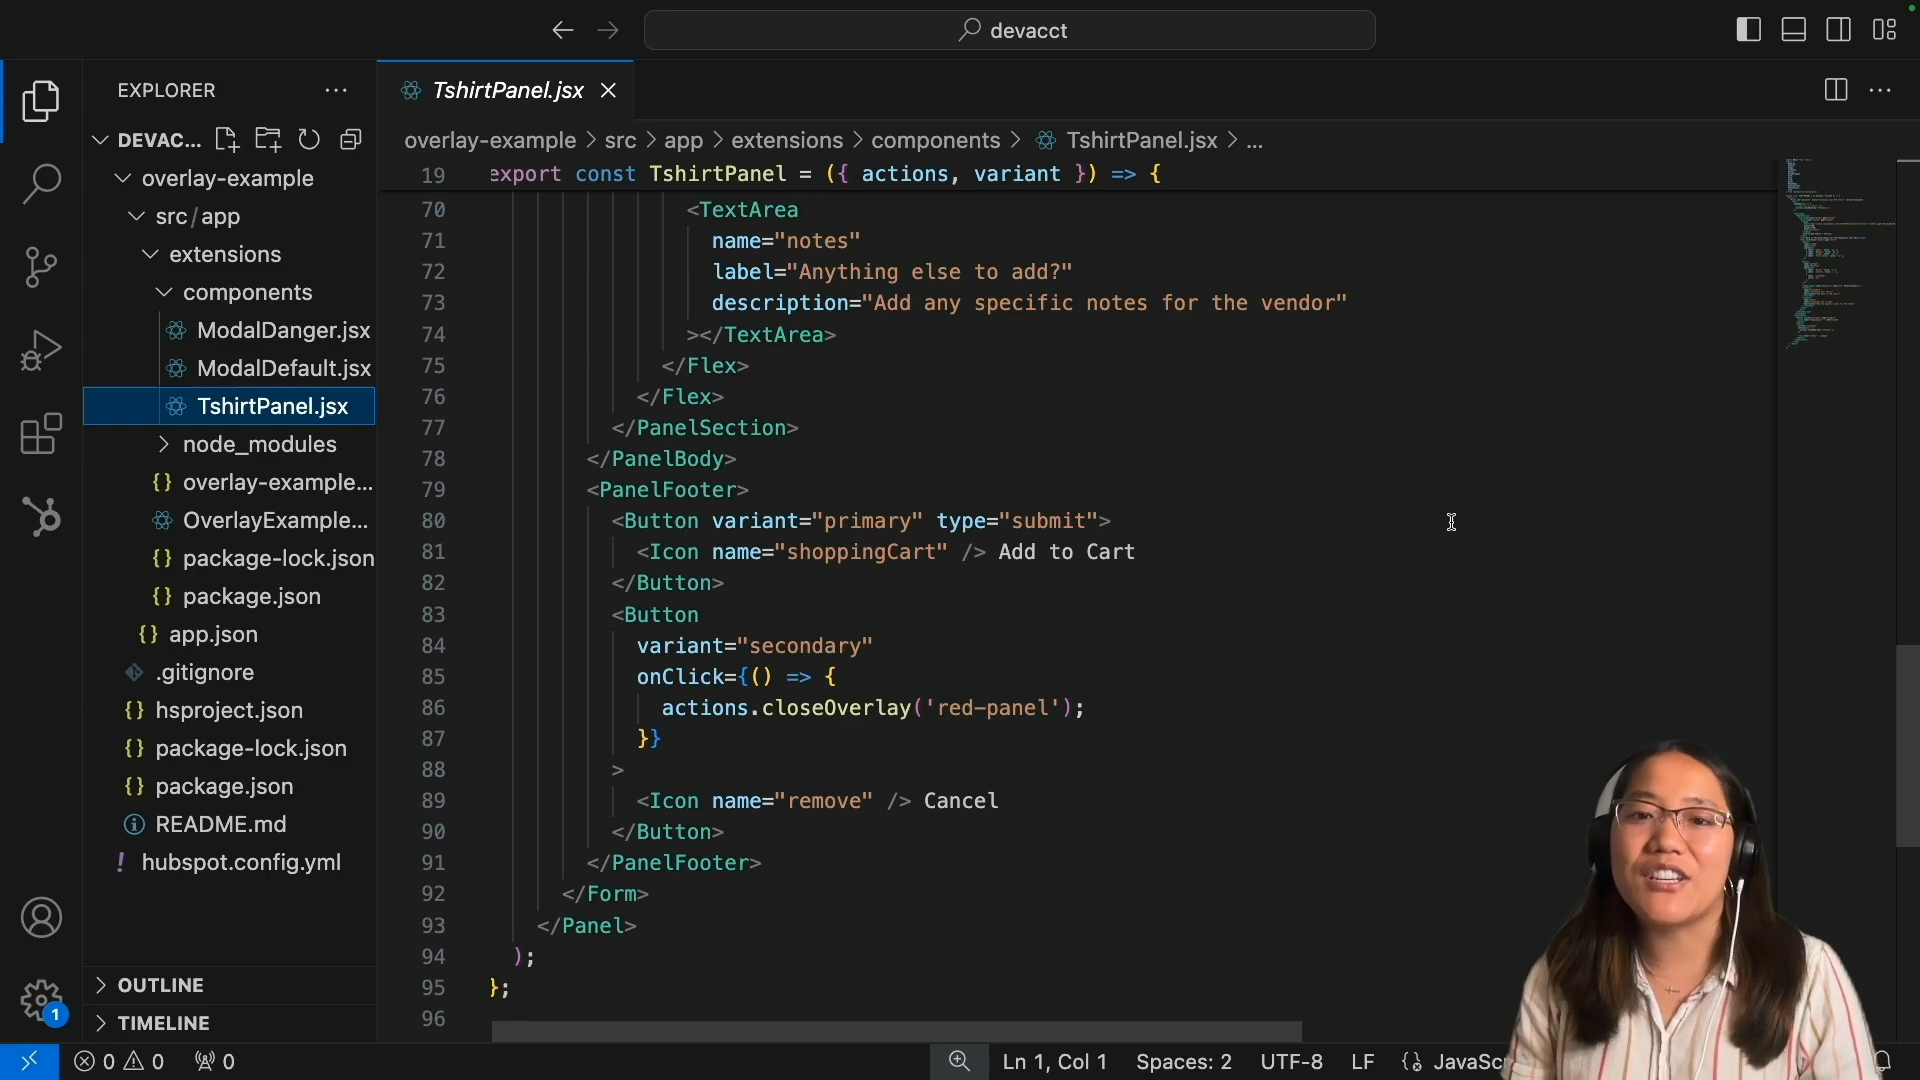 devacct
EXPLORER
TshirtPanel.jsx
DEVAC...
overlay-example > src > app > extensions > components > TshirtPanel.jsx > ...
overlay-example
src/app
extensions
components
ModalDanger.jsx
ModalDefault.jsx
TshirtPanel.jsx
node_modules
overlay-example...
OverlayExample...
package-lock.json
package.json
app.json
.gitignore
hsproject.json
package-lock.json
package.json
README.md
hubspot.config.yml
OUTLINE
TIMELINE
1
19 export const TshirtPanel = ({ actions, variant }) => {
70 <TextArea
71 name="notes"
72 label="Anything else to add?"
73 description="Add any specific notes for the vendor"
74 ></TextArea>
75 </Flex>
76 </Flex>
77 </PanelSection>
78 </PanelBody>
79 <PanelFooter>
80 <Button variant="primary" type="submit">
81 <Icon name="shoppingCart" /> Add to Cart
82 </Button>
83 <Button
84 variant="secondary"
85 onClick={() => {
86 actions.closeOverlay('red-panel');
87 }}
88 >
89 <Icon name="remove" /> Cancel
90 </Button>
91 </PanelFooter>
92 </Form>
93 </Panel>
94 );
95 };
96
0 0 0 Ln 1, Col 1 Spaces: 2 UTF-8 LF {} JavaScr